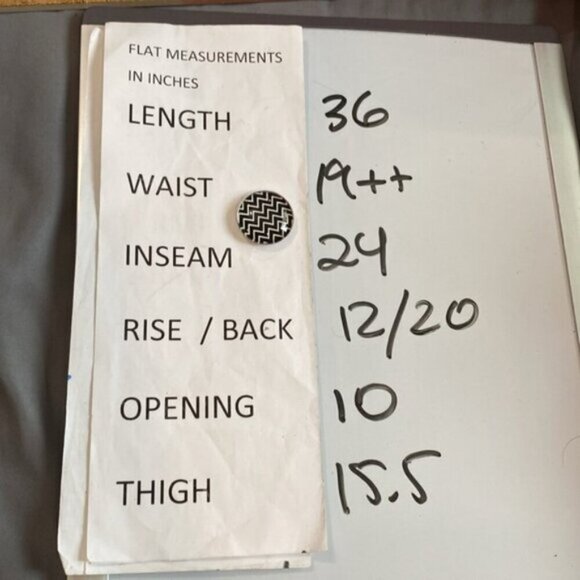 FLAT MEASUREMENTS
IN INCHES
LENGTH 36
WAIST 19++
INSEAM 24
RISE / BACK 12/20
OPENING 10
THIGH 15.5